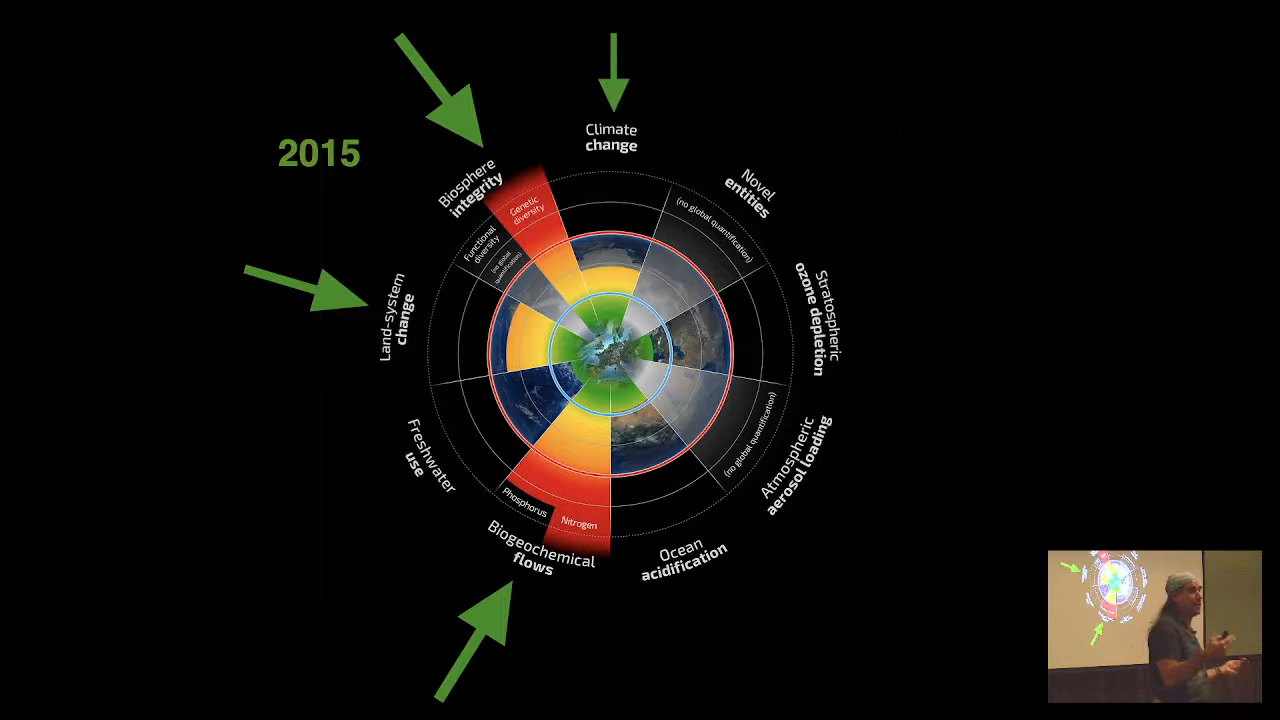 2015
Climate
change
Novel
entities
(no global quantification)
Stratospheric
ozone depletion
Atmospheric
aerosol loading
(no global quantification)
Ocean
acidification
Biogeochemical
flows
Nitrogen
Phosphorus
Freshwater
use
Land-system
change
Biosphere
integrity
Genetic
diversity
Functional
diversity
(no global
quantification)